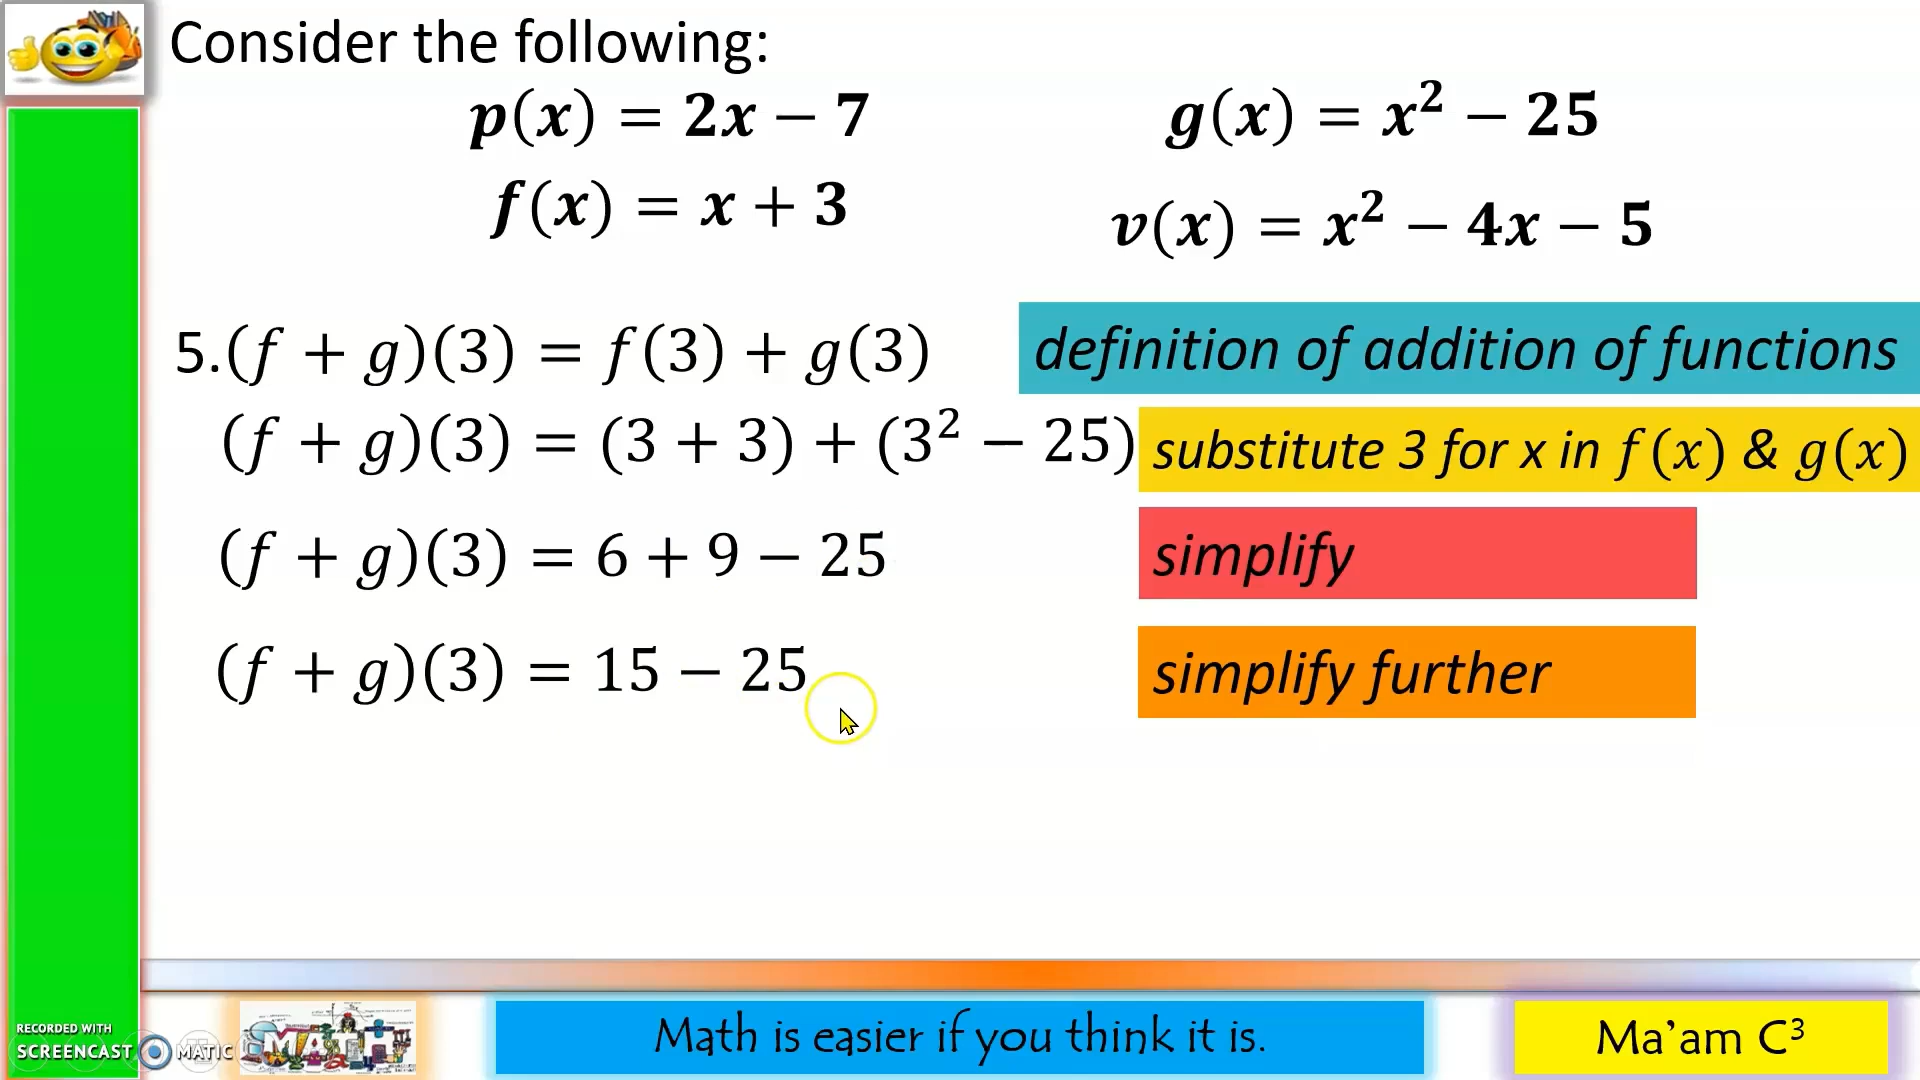 Consider the following:
p(x) = 2x − 7
g(x) = x² − 25
f(x) = x + 3
v(x) = x² − 4x − 5
5.(f + g)(3) = f(3) + g(3)
definition of addition of functions
(f + g)(3) = (3 + 3) + (3² − 25)
substitute 3 for x in f(x) & g(x)
(f + g)(3) = 6 + 9 − 25
simplify
(f + g)(3) = 15 − 25
simplify further
RECORDED WITH
SCREENCAST MATIC
MATH
Math is easier if you think it is.
Ma'am C³